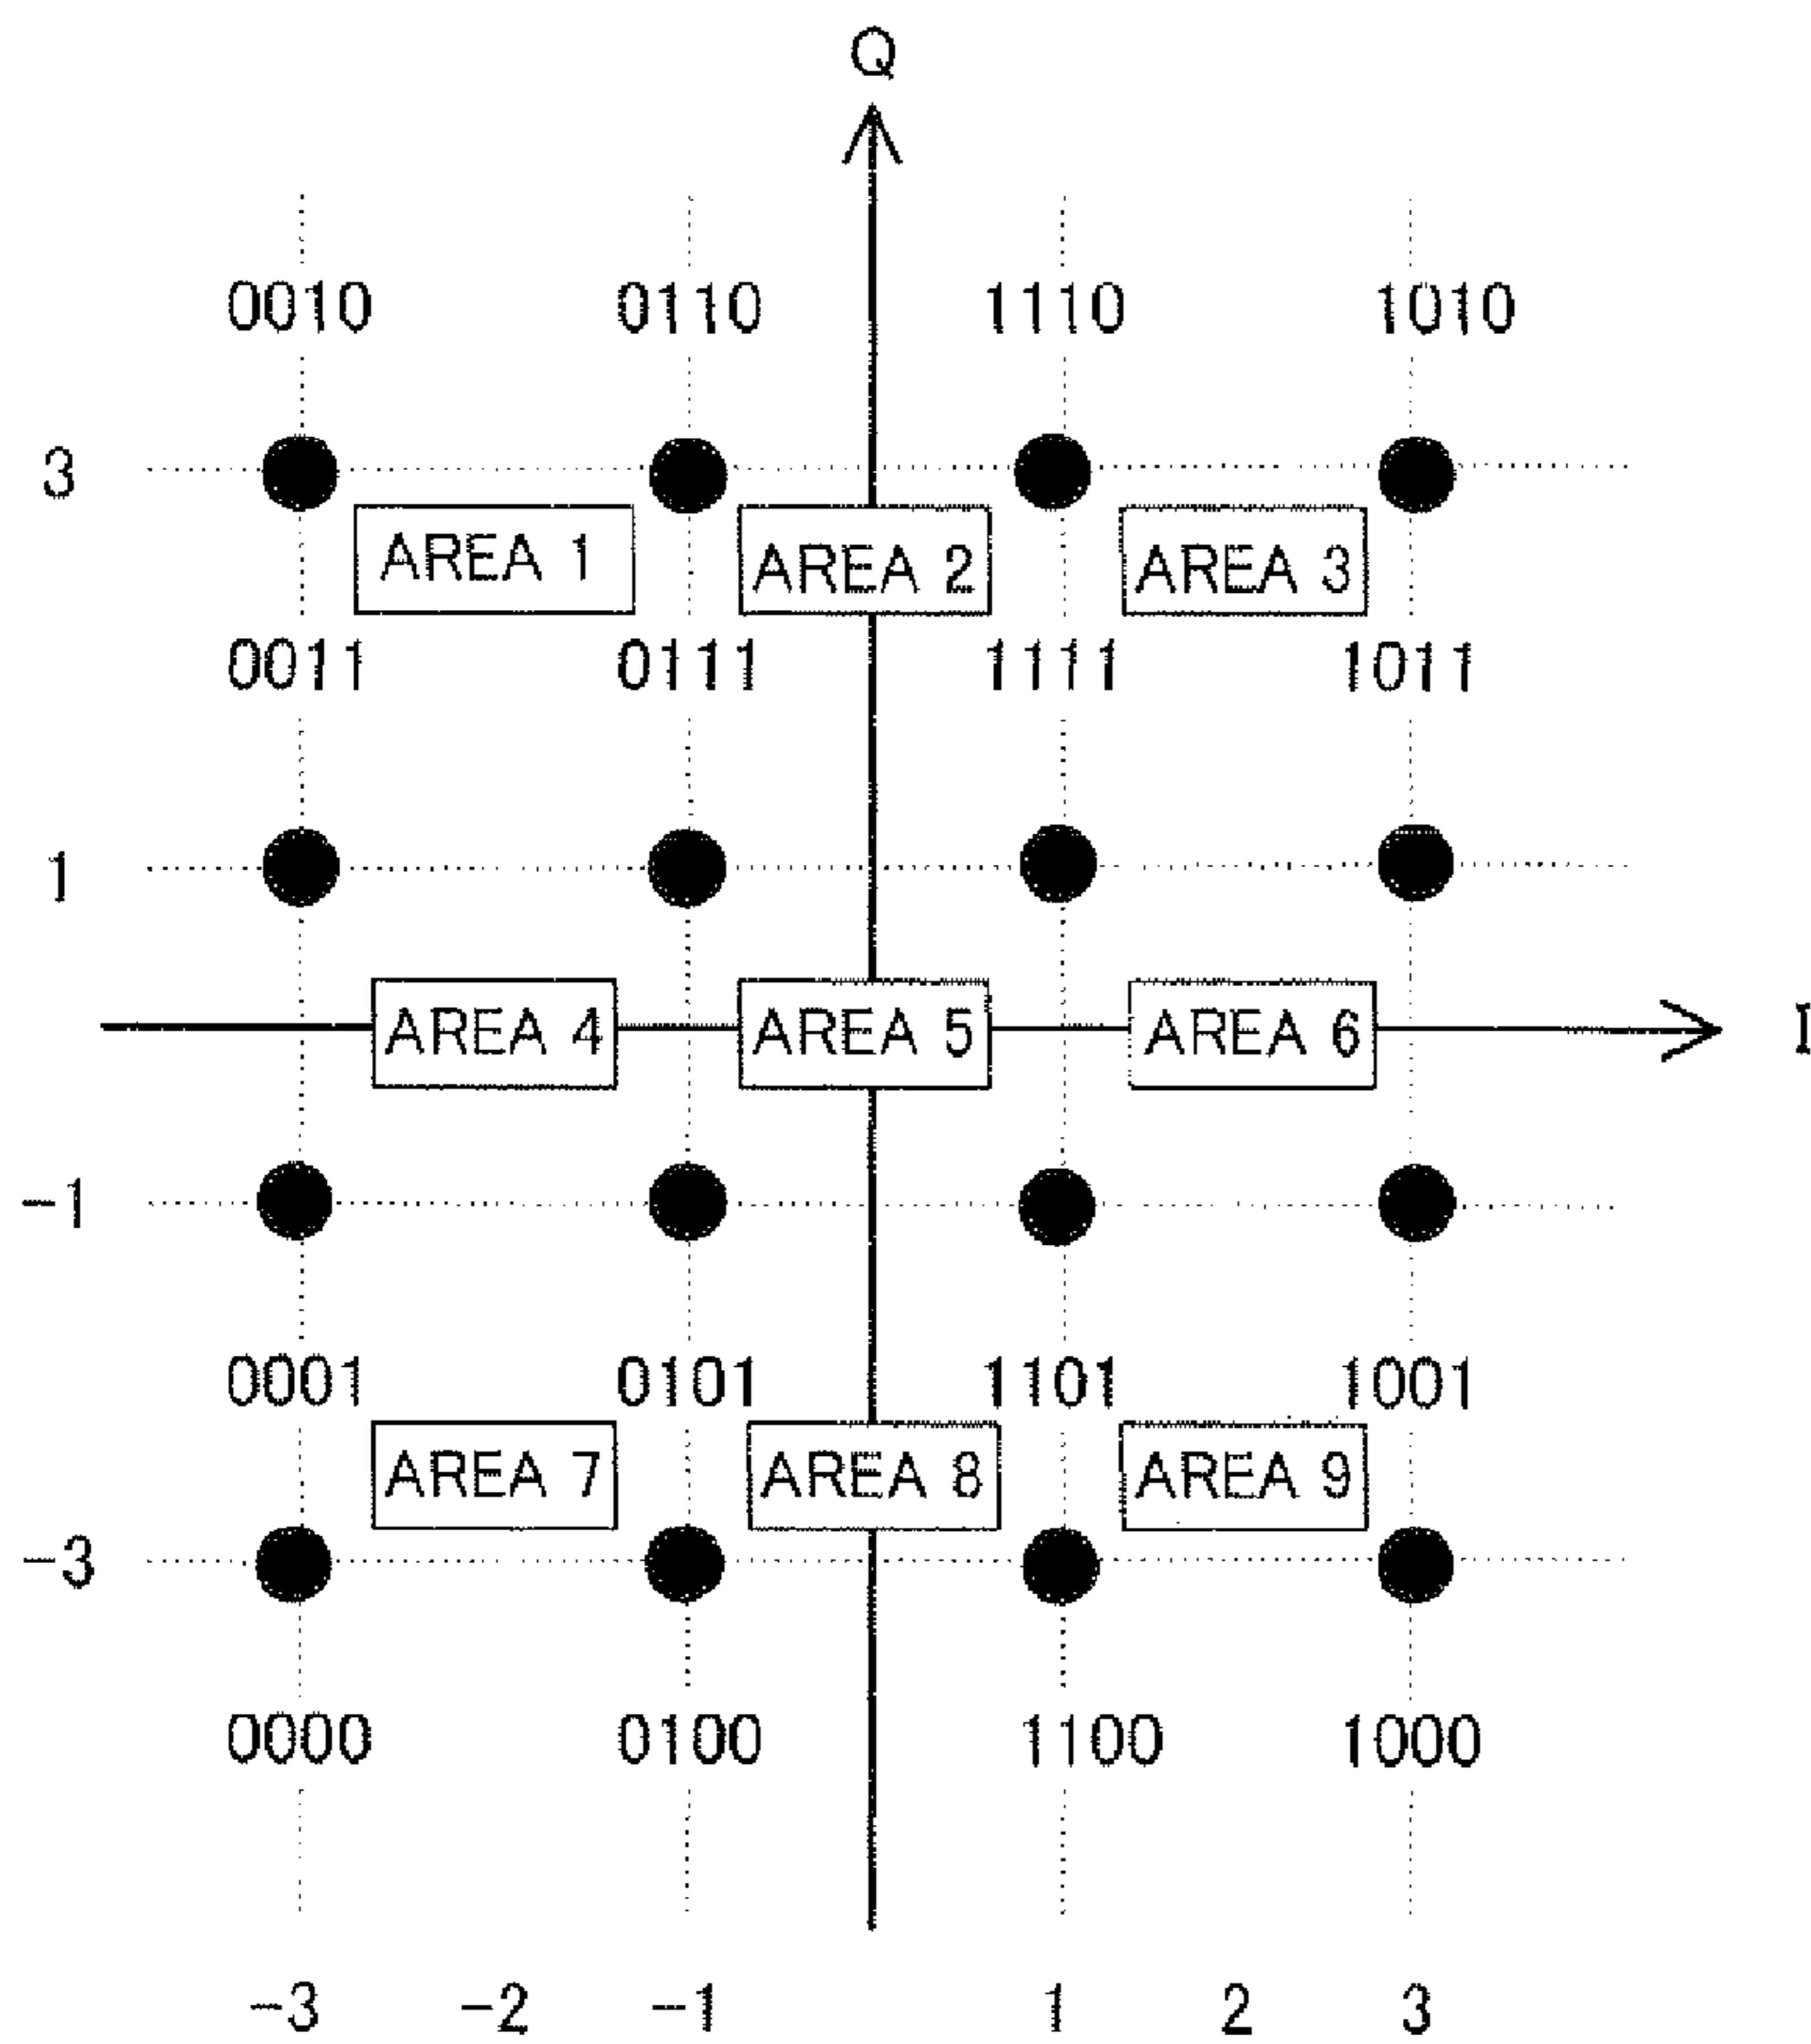 Q
0010 0110 1110 1010
3
AREA 1 AREA 2 AREA 3
0011 0111 1111 1011
1
AREA 4 AREA 5 AREA 6 I
-1
0001 0101 1101 1001
AREA 7 AREA 8 AREA 9
-3
0000 0100 1100 1000
-3 -2 -1 1 2 3